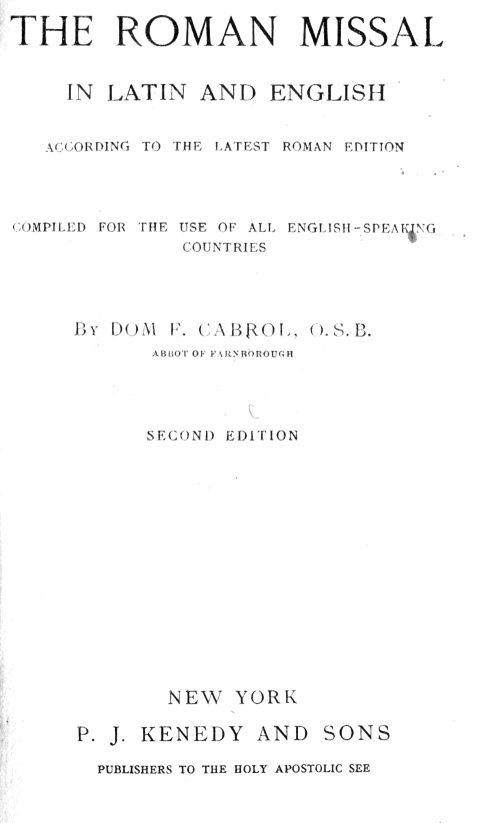 THE ROMAN MISSAL
IN LATIN AND ENGLISH
ACCORDING TO THE LATEST ROMAN EDITION
COMPILED FOR THE USE OF ALL ENGLISH-SPEAKING
COUNTRIES
BY DOM F. CABROL, O.S.B.
ABBOT OF FARNBOROUGH
SECOND EDITION
NEW YORK
P. J. KENEDY AND SONS
PUBLISHERS TO THE HOLY APOSTOLIC SEE